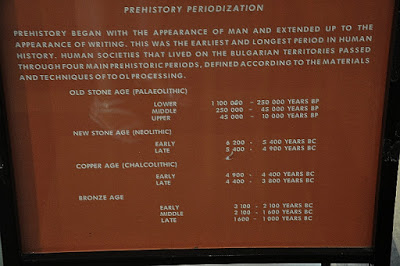 PREHISTORY PERIODIZATION
PREHISTORY BEGAN WITH THE APPEARANCE OF MAN AND EXTENDED UP TO THE
APPEARANCE OF WRITING. THIS WAS THE EARLIEST AND LONGEST PERIOD IN HUMAN
HISTORY. HUMAN SOCIETIES THAT LIVED ON THE BULGARIAN TERRITORIES PASSED
THROUGH FOUR MAIN PREHISTORIC PERIODS, DEFINED ACCORDING TO THE MATERIALS
AND TECHNIQUES OF TOOL PROCESSING.
OLD STONE AGE (PALAEOLITHIC)
LOWER 1 100 000 - 250 000 YEARS BP
MIDDLE 250 000 - 45 000 YEARS BP
UPPER 45 000 - 10 000 YEARS BP
NEW STONE AGE (NEOLITHIC)
EARLY 6 200 - 5 400 YEARS BC
LATE 5 400 - 4 900 YEARS BC
COPPER AGE (CHALCOLITHIC)
EARLY 4 900 - 4 400 YEARS BC
LATE 4 400 - 3 800 YEARS BC
BBONZE AGE
EARLY 3 100 - 2 100 YEARS BC
MIDDLE 2 100 - 1 600 YEARS BC
LATE 1 600 - 1 000 YEARS BC